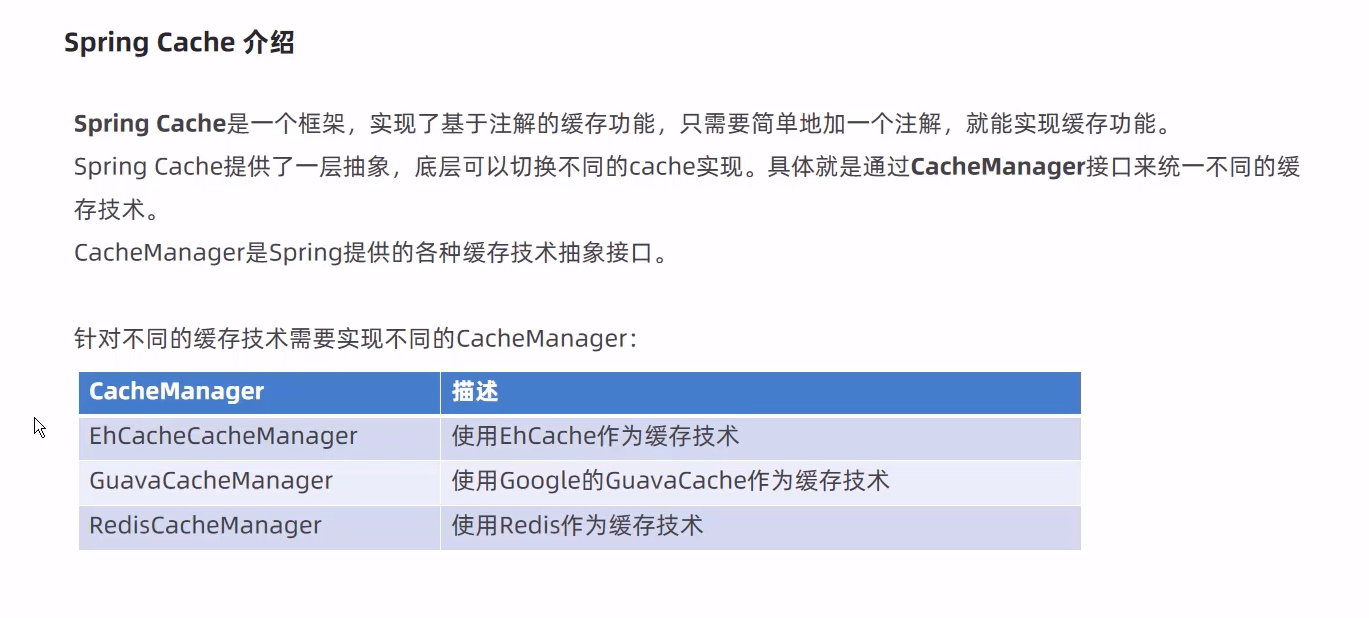 Spring Cache 介绍
Spring Cache是一个框架，实现了基于注解的缓存功能，只需要简单地加一个注解，就能实现缓存功能。
Spring Cache提供了一层抽象，底层可以切换不同的cache实现。具体就是通过CacheManager接口来统一不同的缓
存技术。
CacheManager是Spring提供的各种缓存技术抽象接口。
针对不同的缓存技术需要实现不同的CacheManager：
CacheManager 描述
EhCacheCacheManager 使用EhCache作为缓存技术
GuavaCacheManager 使用Google的GuavaCache作为缓存技术
RedisCacheManager 使用Redis作为缓存技术